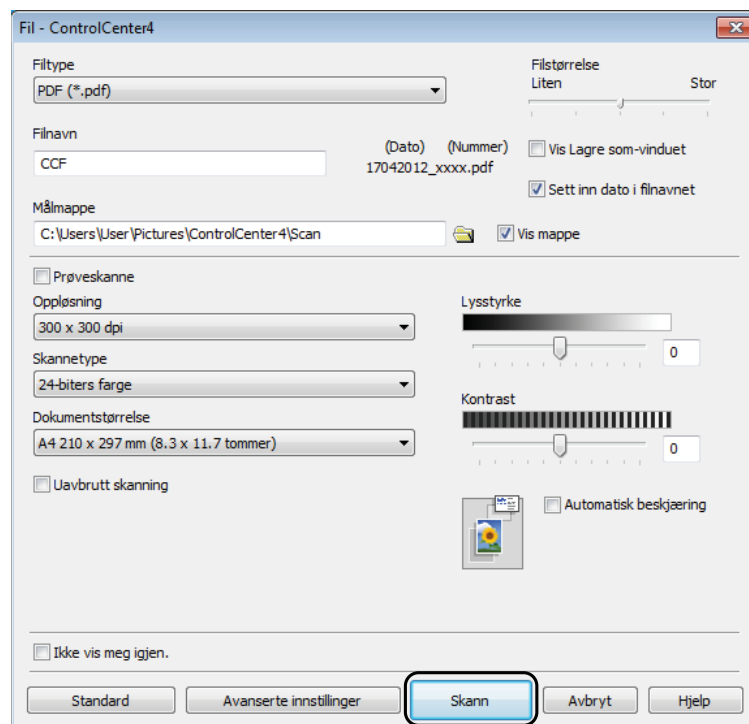 Fil - ControlCenter4
Filtype
PDF (*.pdf)
Filstørrelse
Liten Stor
Filnavn
CCF
(Dato) (Nummer)
17042012_xxxx.pdf
Vis Lagre som-vinduet
Sett inn dato i filnavnet
Målmappe
C:\Users\User\Pictures\ControlCenter4\Scan
Vis mappe
Prøveskanne
Oppløsning
300 x 300 dpi
Skannetype
24-biters farge
Dokumentstørrelse
A4 210 x 297 mm (8.3 x 11.7 tommer)
Uavbrutt skanning
Lysstyrke
0
Kontrast
0
Automatisk beskjæring
Ikke vis meg igjen.
Standard Avanserte innstillinger Skann Avbryt Hjelp